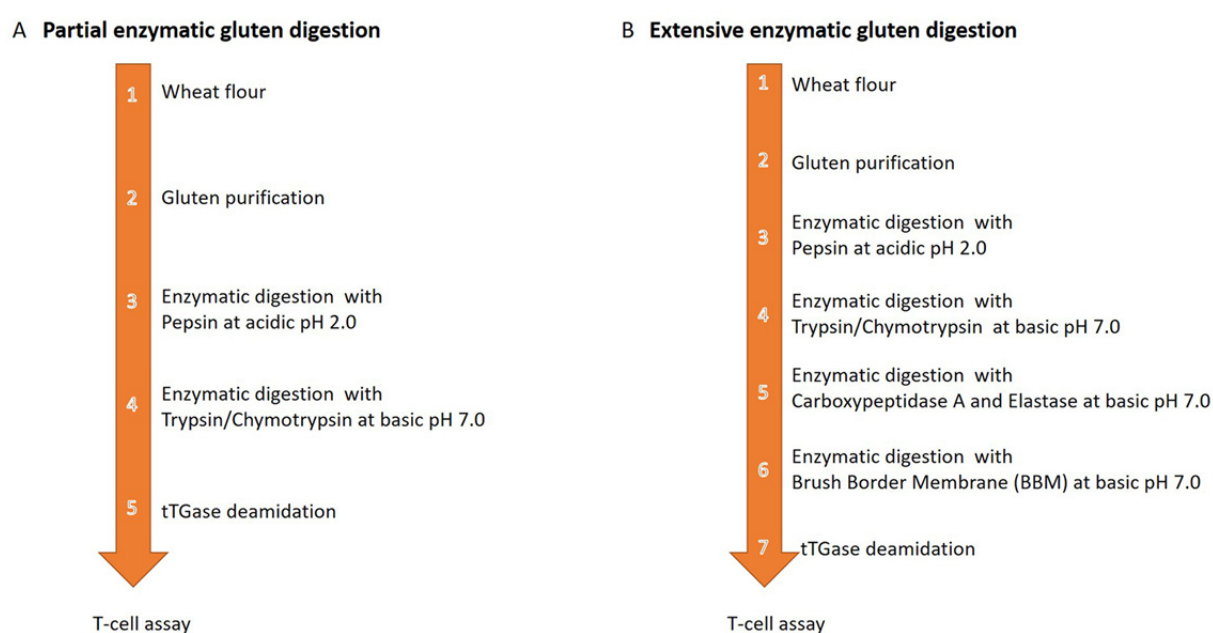 A Partial enzymatic gluten digestion
1 Wheat flour
2 Gluten purification
3 Enzymatic digestion with
Pepsin at acidic pH 2.0
4 Enzymatic digestion with
Trypsin/Chymotrypsin at basic pH 7.0
5 tTGase deamidation
T-cell assay
B Extensive enzymatic gluten digestion
1 Wheat flour
2 Gluten purification
3 Enzymatic digestion with
Pepsin at acidic pH 2.0
4 Enzymatic digestion with
Trypsin/Chymotrypsin at basic pH 7.0
5 Enzymatic digestion with
Carboxypeptidase A and Elastase at basic pH 7.0
6 Enzymatic digestion with
Brush Border Membrane (BBM) at basic pH 7.0
7 tTGase deamidation
T-cell assay